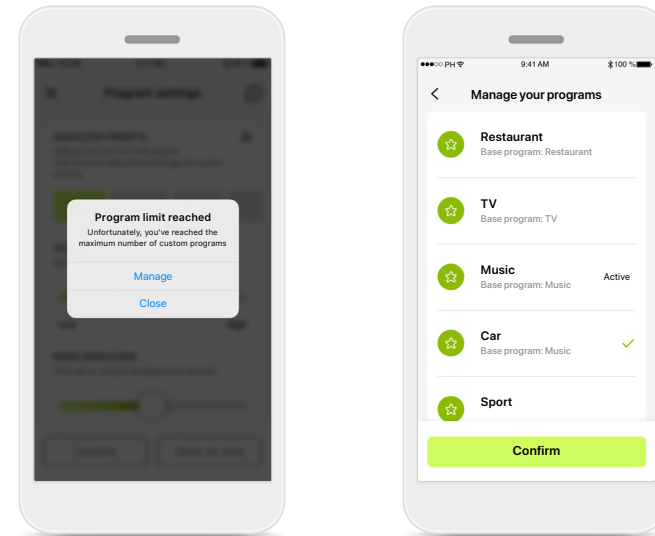 Program settings
Program limit reached
Unfortunately, you've reached the
maximum number of custom programs
Manage
Close
PH
9:41 AM
100 %
Manage your programs
Restaurant
Base program: Restaurant
TV
Base program: TV
Music
Base program: Music
Active
Car
Base program: Music
Sport
Confirm